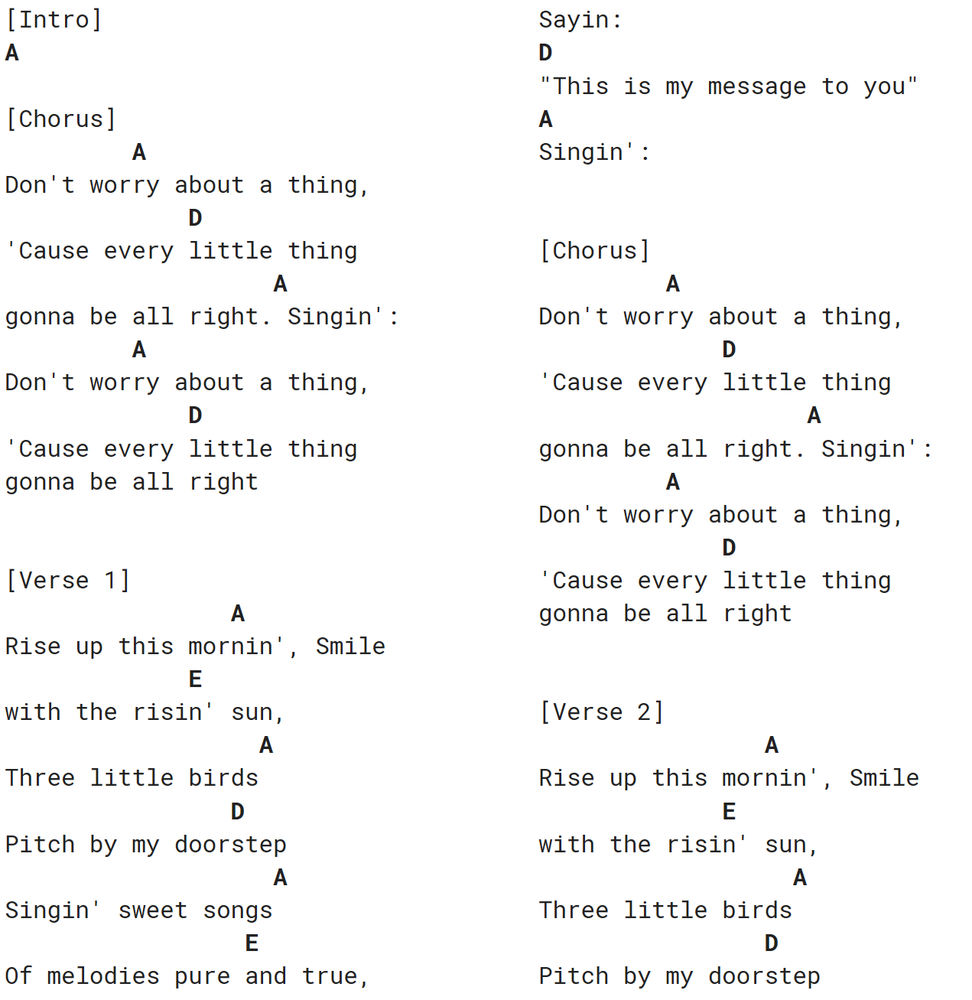 [Intro]
A
[Chorus]
A
Don't worry about a thing,
D
'Cause every little thing
A
gonna be all right. Singin':
A
Don't worry about a thing,
D
'Cause every little thing
gonna be all right
[Verse 1]
A
Rise up this mornin', Smile
E
with the risin' sun,
A
Three little birds
D
Pitch by my doorstep
A
Singin' sweet songs
E
Of melodies pure and true,
Sayin:
D
"This is my message to you"
A
Singin':
[Chorus]
A
Don't worry about a thing,
D
'Cause every little thing
A
gonna be all right. Singin':
A
Don't worry about a thing,
D
'Cause every little thing
gonna be all right
[Verse 2]
A
Rise up this mornin', Smile
E
with the risin' sun,
A
Three little birds
D
Pitch by my doorstep